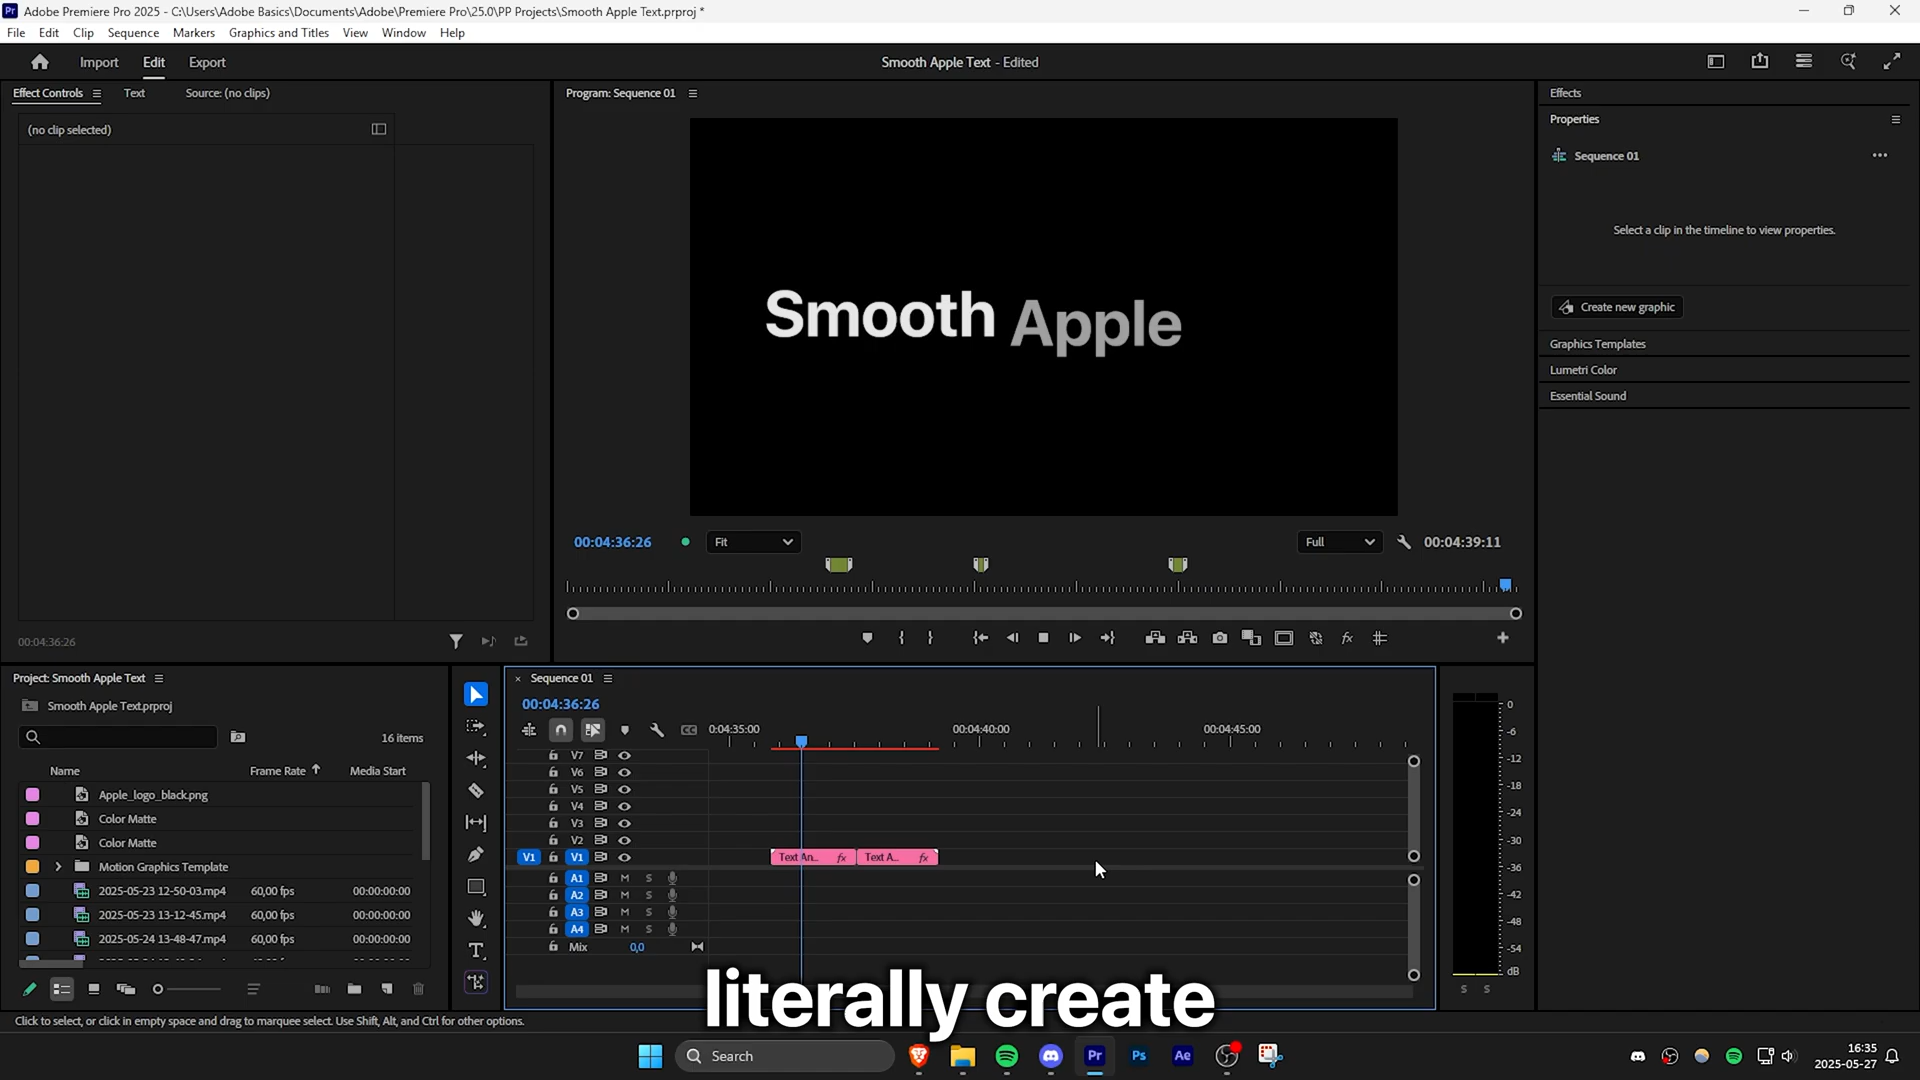 Adobe Premiere Pro 2025 - C:\Users\Adobe Basics\Documents\Adobe\Premiere Pro\25.0\PP Projects\Smooth Apple Text.prproj *
File Edit Clip Sequence Markers Graphics and Titles View Window Help
Import Edit Export
Smooth Apple Text - Edited
Effect Controls Text Source: (no clips)
(no clip selected)
00:04:36:26
Program: Sequence 01
Smooth Apple
00:04:36:26 Fit Full 00:04:39:11
Effects
Properties
Sequence 01
Select a clip in the timeline to view properties.
Create new graphic
Graphics Templates
Lumetri Color
Essential Sound
Project: Smooth Apple Text
Smooth Apple Text.prproj
16 items
Name Frame Rate Media Start
Apple_logo_black.png
Color Matte
Color Matte
Motion Graphics Template
2025-05-23 12-50-03.mp4 60,00 fps 00:00:00:00
2025-05-23 13-12-45.mp4 60,00 fps 00:00:00:00
2025-05-24 13-48-47.mp4 60,00 fps 00:00:00:00
Sequence 01
00:04:36:26
0:04:35:00 00:04:40:00 00:04:45:00
V7
V6
V5
V4
V3
V2
V1 V1 Text An... fx Text A... fx
A1 M S
A2 M S
A3 M S
A4 M S
Mix 0,0
0
-6
-12
-18
-24
-30
-36
-42
-48
-54
dB
S S
literally create
Click to select, or click in empty space and drag to marquee select. Use Shift, Alt, and Ctrl for other options.
Search
Pr Ps Ae
16:35
2025-05-27